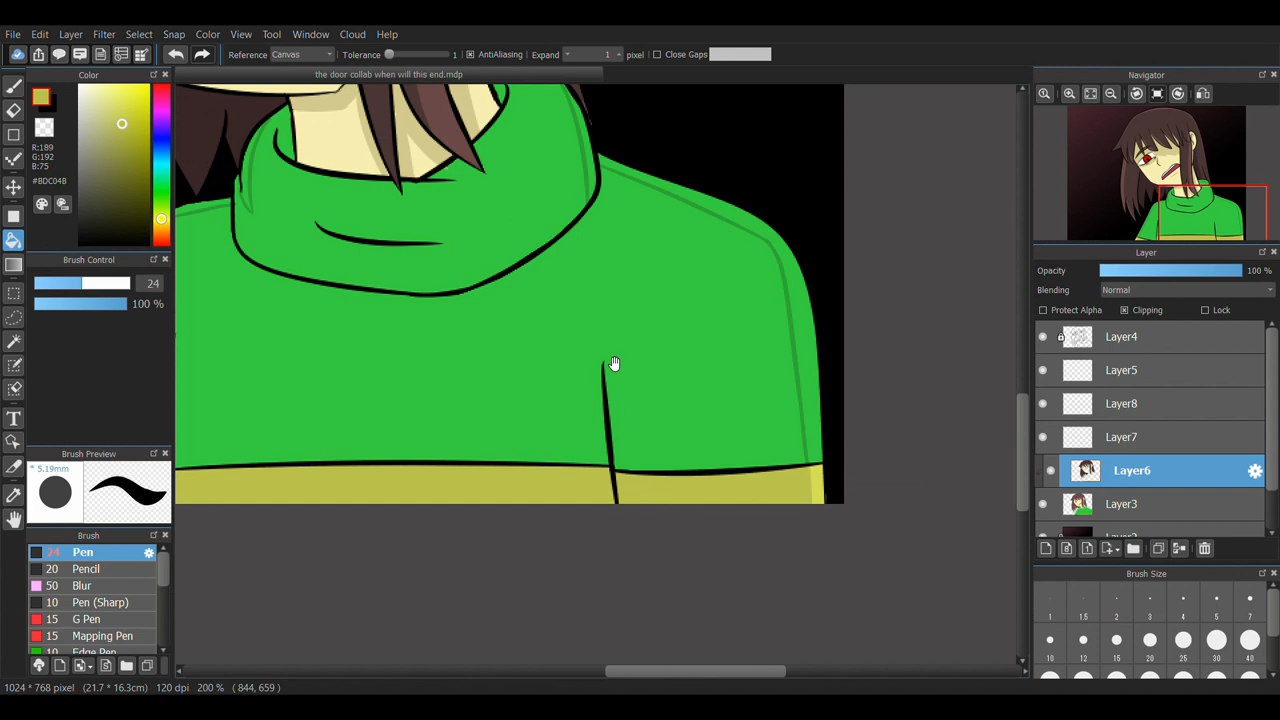 File Edit Layer Filter Select Snap Color View Tool Window Cloud Help
Reference Canvas Tolerance 1 AntiAliasing Expand 1 pixel Close Gaps
Color
the door collab when will this end.mdp
Navigator
R:189
G:192
B:75
#BDC04B
Brush Control
24
100 %
Layer
Opacity 100 %
Blending Normal
Protect Alpha Clipping Lock
Layer4
Layer5
Layer8
Layer7
Layer6
Layer3
Brush Preview
* 5.19mm
Brush
24 Pen
20 Pencil
50 Blur
10 Pen (Sharp)
15 G Pen
15 Mapping Pen
10 Edge Pen
Brush Size
1 1.5 2 3 4 5 7
10 12 15 20 25 30 40
1024 * 768 pixel (21.7 * 16.3cm) 120 dpi 200 % ( 844, 659 )